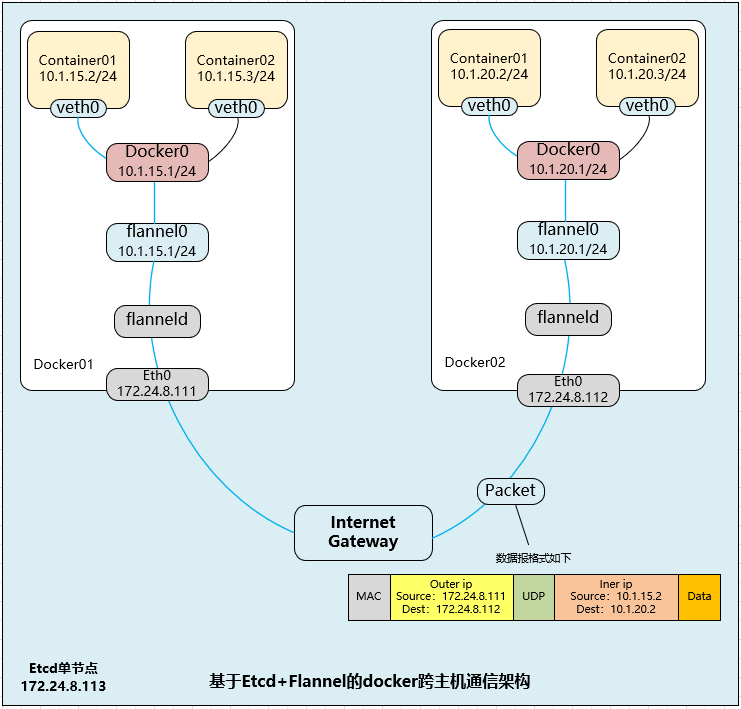 Container01
10.1.15.2/24
veth0
Container02
10.1.15.3/24
veth0
Docker0
10.1.15.1/24
flannel0
10.1.15.1/24
flanneld
Docker01
Eth0
172.24.8.111
Container01
10.1.20.2/24
veth0
Container02
10.1.20.3/24
veth0
Docker0
10.1.20.1/24
flannel0
10.1.20.1/24
flanneld
Docker02
Eth0
172.24.8.112
Internet
Gateway
Packet
数据报格式如下
MAC
Outer ip
Source：172.24.8.111
Dest：172.24.8.112
UDP
Iner ip
Source：10.1.15.2
Dest：10.1.20.2
Data
Etcd单节点
172.24.8.113
基于Etcd+Flannel的docker跨主机通信架构